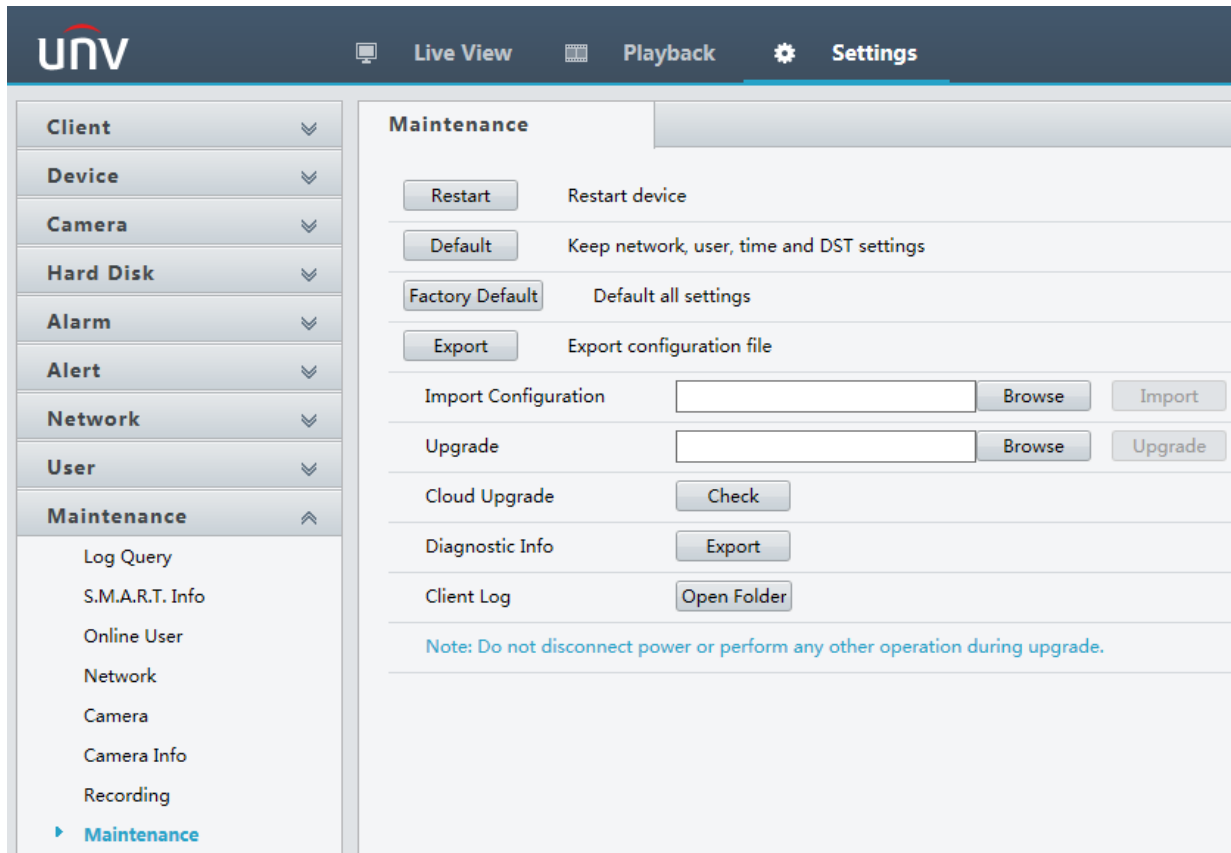 unv
Live View Playback Settings
Client
Device
Camera
Hard Disk
Alarm
Alert
Network
User
Maintenance
Log Query
S.M.A.R.T. Info
Online User
Network
Camera
Camera Info
Recording
Maintenance
Maintenance
Restart Restart device
Default Keep network, user, time and DST settings
Factory Default Default all settings
Export Export configuration file
Import Configuration Browse Import
Upgrade Browse Upgrade
Cloud Upgrade Check
Diagnostic Info Export
Client Log Open Folder
Note: Do not disconnect power or perform any other operation during upgrade.